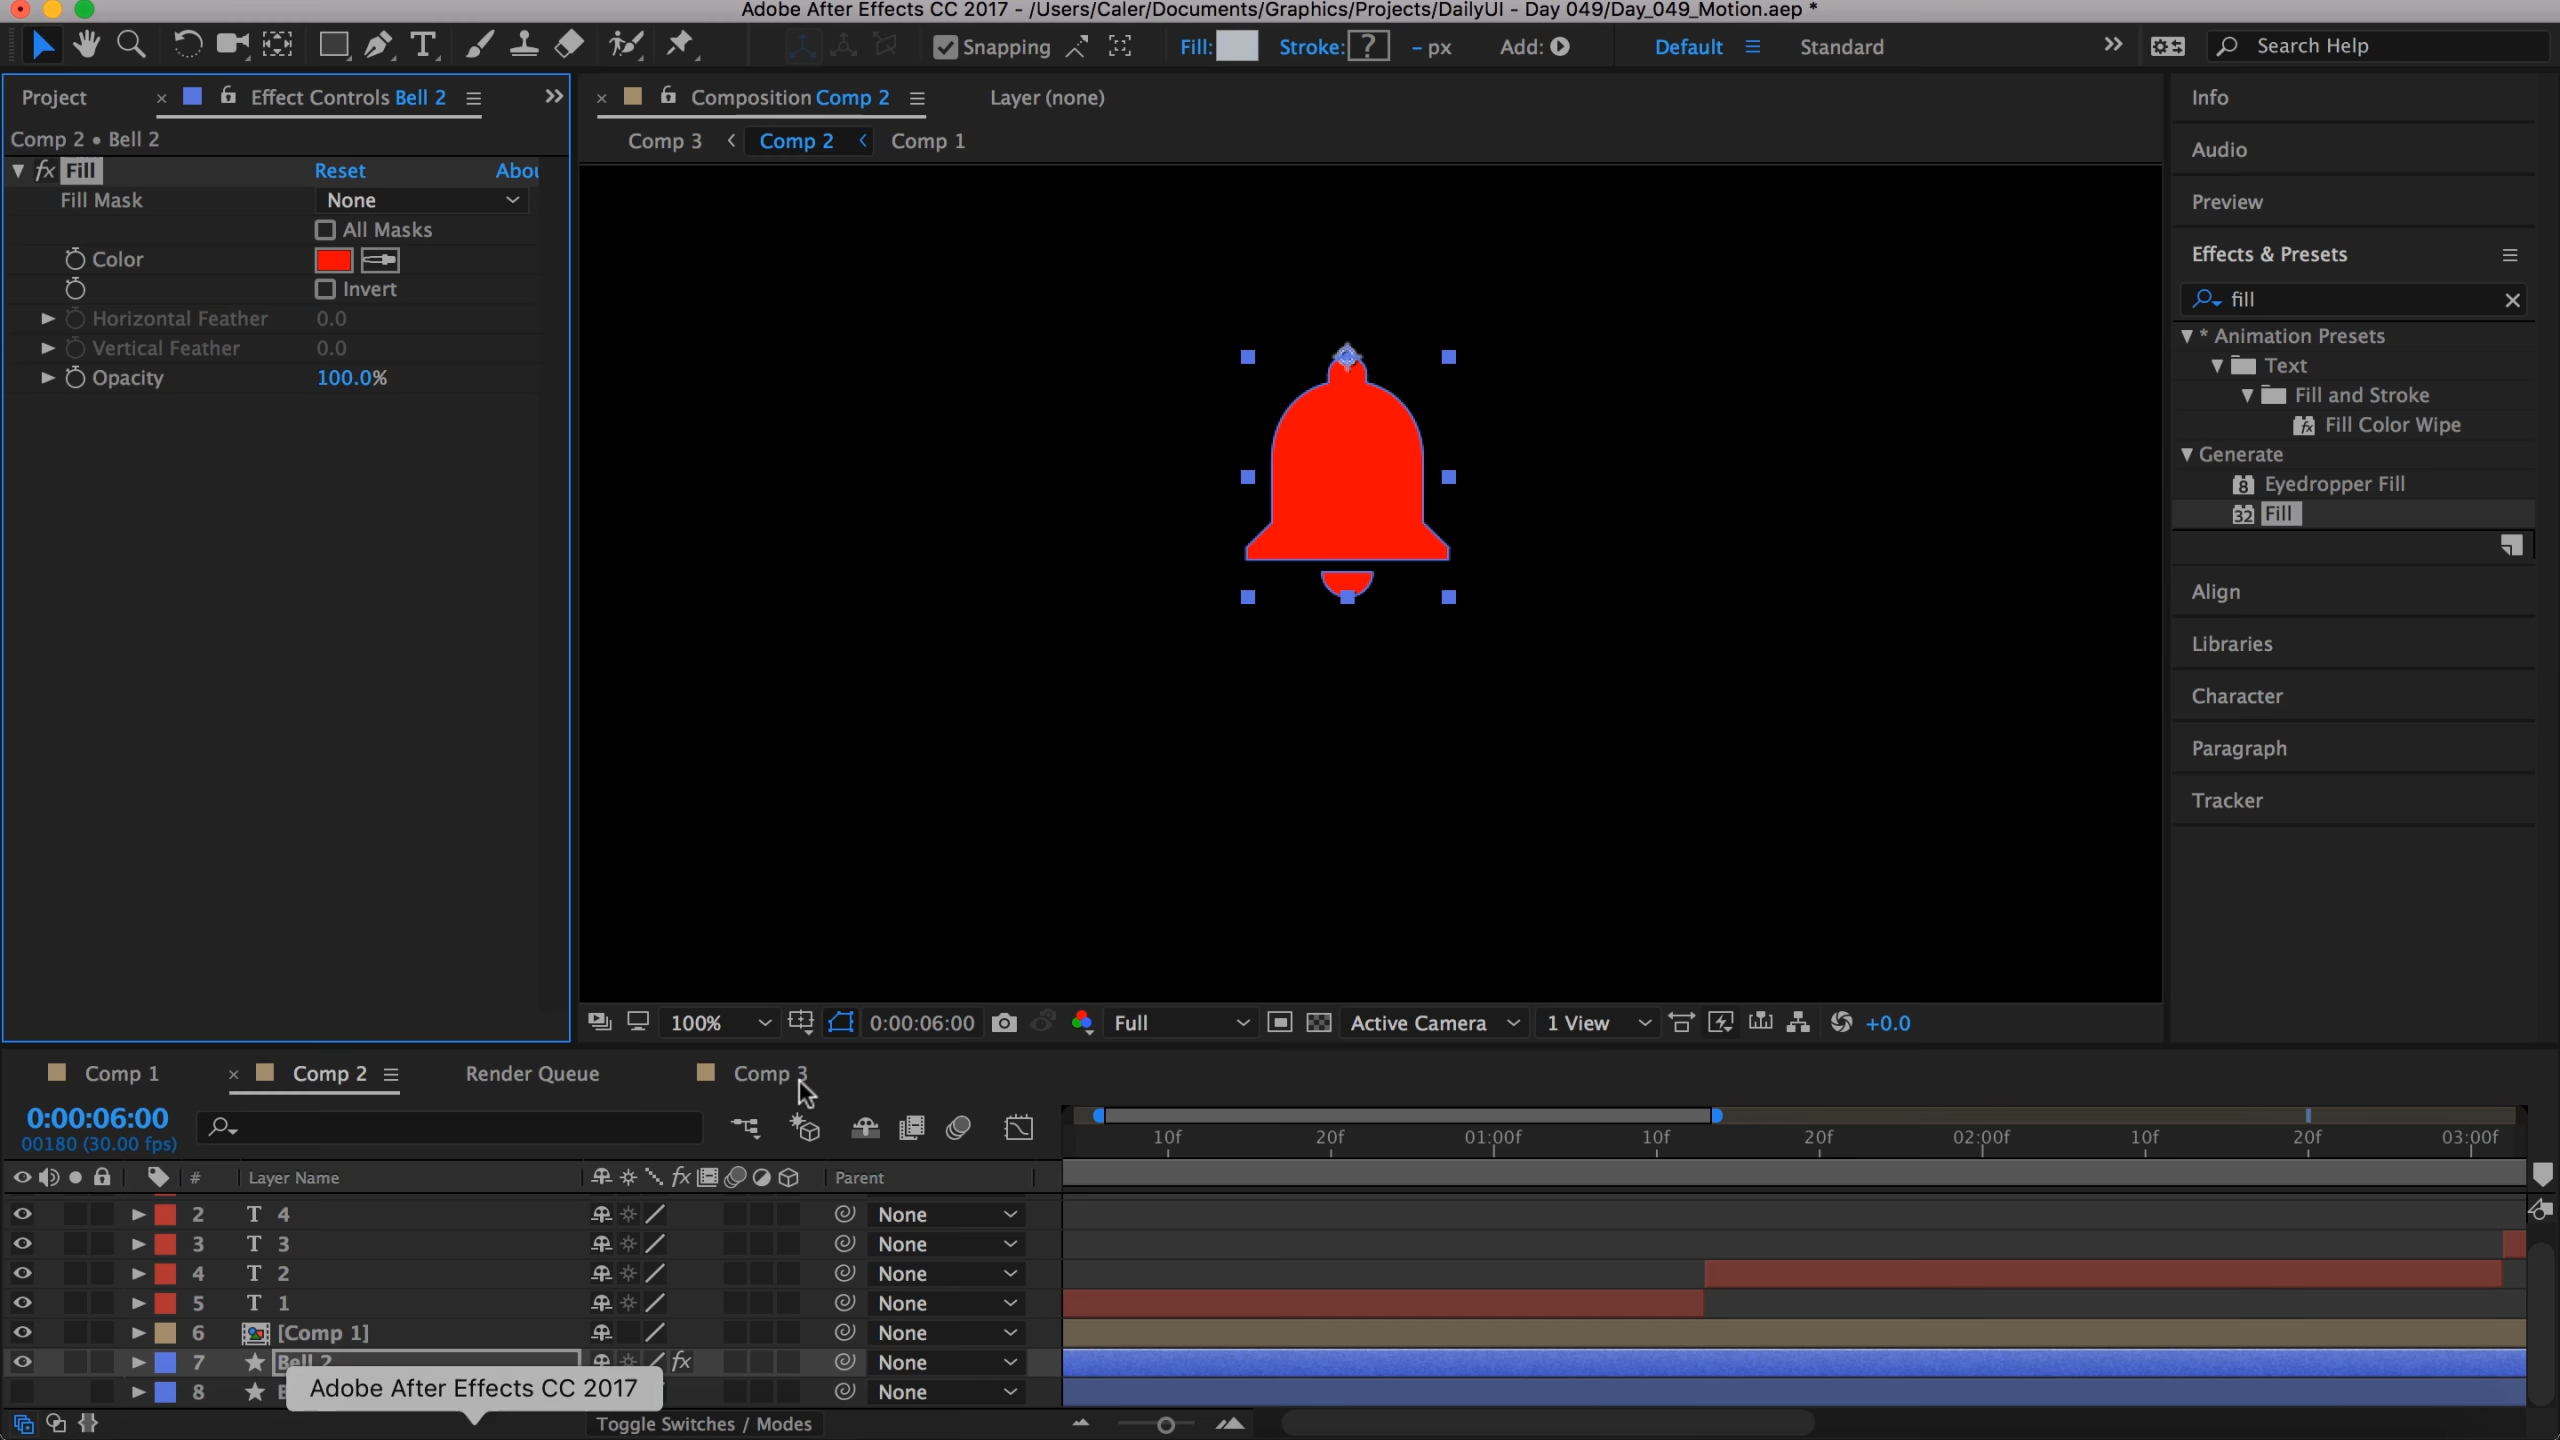 Adobe After Effects CC 2017 - /Users/Caler/Documents/Graphics/Projects/DailyUI - Day 049/Day_049_Motion.aep *
Snapping
Fill:
Stroke: ?
- px
Add:
Default
Standard
Search Help
Project
Effect Controls Bell 2
Comp 2 • Bell 2
fx Fill
Reset
Abou
Fill Mask
None
All Masks
Color
Invert
Horizontal Feather
0.0
Vertical Feather
0.0
Opacity
100.0%
Composition Comp 2
Layer (none)
Comp 3
Comp 2
Comp 1
Info
Audio
Preview
Effects & Presets
fill
* Animation Presets
Text
Fill and Stroke
Fill Color Wipe
Generate
8 Eyedropper Fill
32 Fill
Align
Libraries
Character
Paragraph
Tracker
100%
0:00:06:00
Full
Active Camera
1 View
+0.0
Comp 1
Comp 2
Render Queue
Comp 3
0:00:06:00
00180 (30.00 fps)
10f
20f
01:00f
10f
20f
02:00f
10f
20f
03:00f
#
Layer Name
fx
Parent
2 T 4 None
3 T 3 None
4 T 2 None
5 T 1 None
6 [Comp 1] None
7 Bell 2 fx None
8 None
Adobe After Effects CC 2017
Toggle Switches / Modes